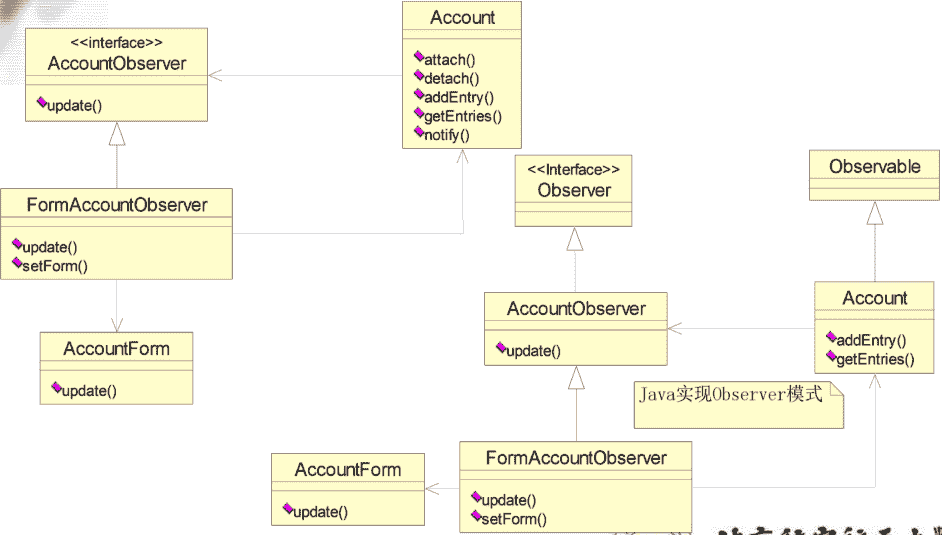 <<interface>>
AccountObserver
update()
Account
attach()
detach()
addEntry()
getEntries()
notify()
FormAccountObserver
update()
setForm()
AccountForm
update()
<<Interface>>
Observer
Observable
AccountObserver
update()
Account
addEntry()
getEntries()
Java实现Observer模式
AccountForm
update()
FormAccountObserver
update()
setForm()